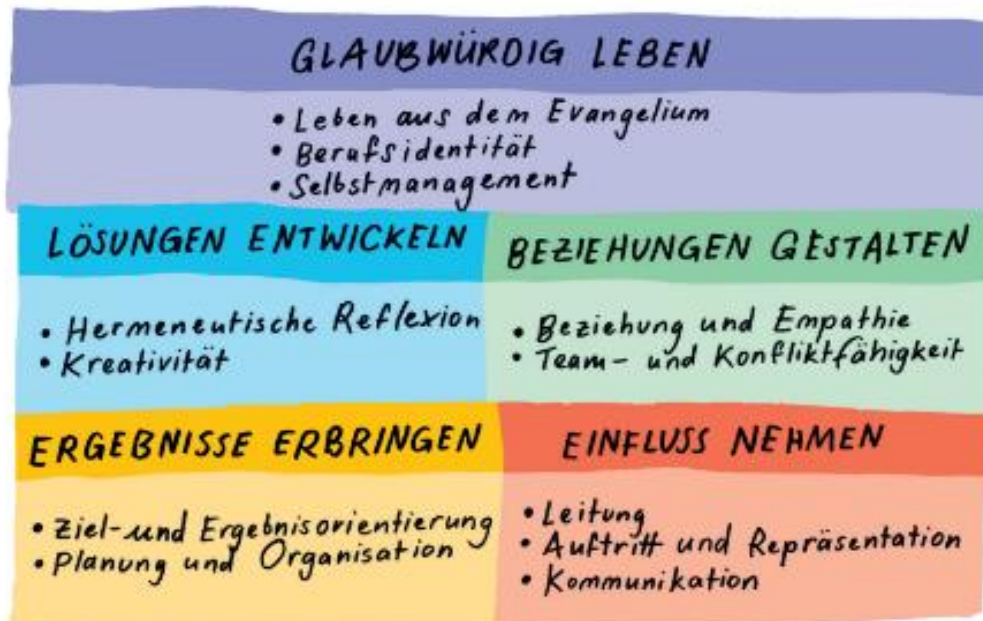 GLAUBWÜRDIG LEBEN
• Leben aus dem Evangelium
• Berufsidentität
• Selbstmanagement
LÖSUNGEN ENTWICKELN
• Hermeneutische Reflexion
• Kreativität
BEZIEHUNGEN GESTALTEN
• Beziehung und Empathie
• Team- und Konfliktfähigkeit
ERGEBNISSE ERBRINGEN
• Ziel- und Ergebnisorientierung
• Planung und Organisation
EINFLUSS NEHMEN
• Leitung
• Auftritt und Repräsentation
• Kommunikation